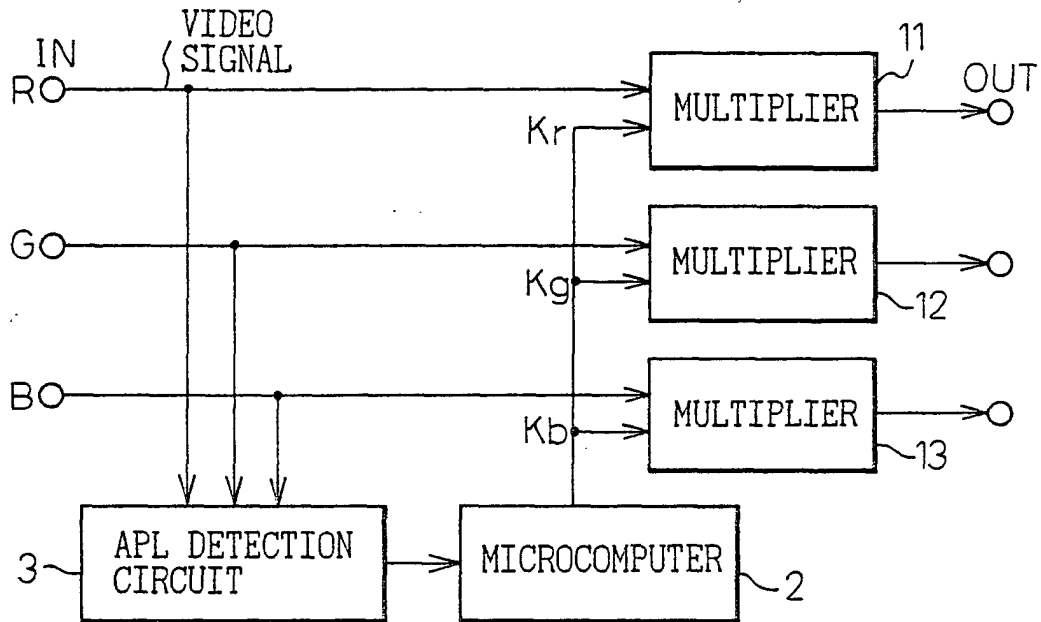 IN
VIDEO
SIGNAL
11
OUT
R
MULTIPLIER
Kr
G
MULTIPLIER
Kg
12
B
MULTIPLIER
Kb
13
APL DETECTION
CIRCUIT
3
MICROCOMPUTER
2